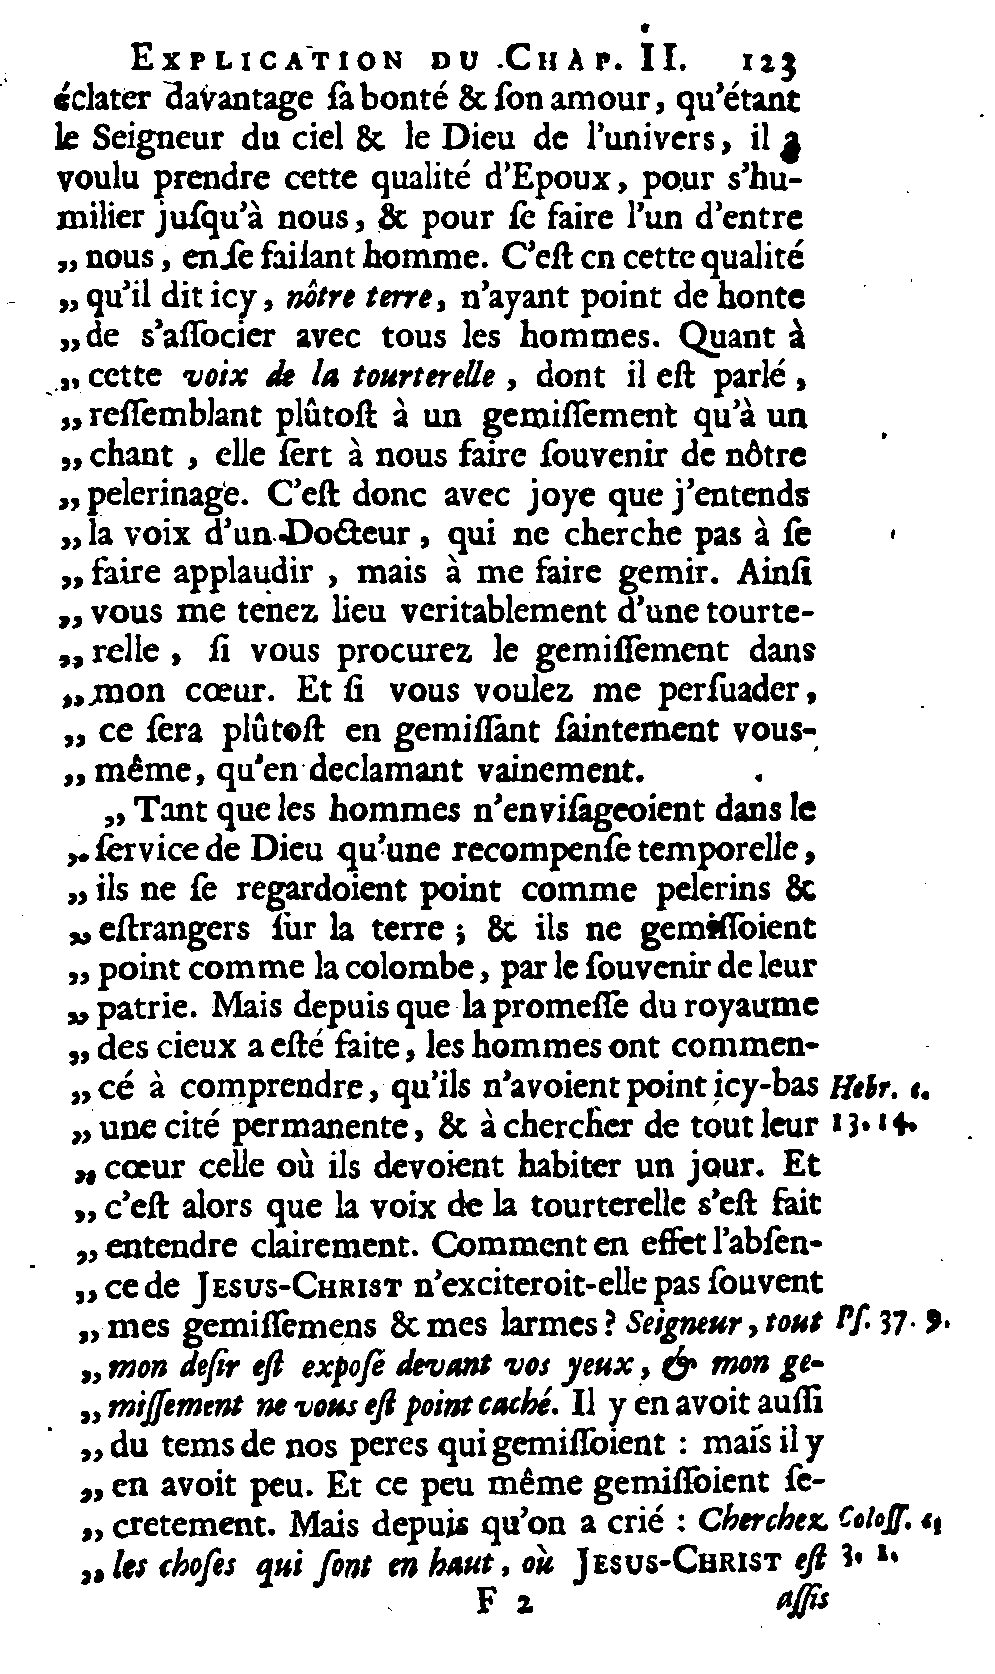 EXPLICATION DU CHAP. II. 123
éclater davantage ſa bonté & ſon amour, qu'étant
le Seigneur du ciel & le Dieu de l'univers, il a
voulu prendre cette qualité d'Epoux, pour s'hu-
milier juſqu'à nous, & pour ſe faire l'un d'entre
„ nous, en ſe faiſant homme. C'eſt en cette qualité
„ qu'il dit icy, nôtre terre, n'ayant point de honte
„ de s'aſſocier avec tous les hommes. Quant à
„ cette voix de la tourterelle, dont il eſt parlé,
„ reſſemblant plûtoſt à un gemiſſement qu'à un
„ chant, elle ſert à nous faire ſouvenir de nôtre
„ pelerinage. C'eſt donc avec joye que j'entends
„ la voix d'un Docteur, qui ne cherche pas à ſe
„ faire applaudir, mais à me faire gemir. Ainſi
„ vous me tenez lieu veritablement d'une tourte-
„ relle, ſi vous procurez le gemiſſement dans
„ mon cœur. Et ſi vous voulez me perſuader,
„ ce ſera plûtoſt en gemiſſant ſaintement vous-
„ même, qu'en declamant vainement.
„ Tant que les hommes n'enviſageoient dans le
„ ſervice de Dieu qu'une recompenſe temporelle,
„ ils ne ſe regardoient point comme pelerins &
„ eſtrangers ſur la terre; & ils ne gemiſſoient
„ point comme la colombe, par le ſouvenir de leur
„ patrie. Mais depuis que la promeſſe du royaume
„ des cieux a eſté faite, les hommes ont commen-
„ cé à comprendre, qu'ils n'avoient point icy-bas Hebr. c.
„ une cité permanente, & à chercher de tout leur 13. 14.
„ cœur celle où ils devoient habiter un jour. Et
„ c'eſt alors que la voix de la tourterelle s'eſt fait
„ entendre clairement. Comment en effet l'abſen-
„ ce de JESUS-CHRIST n'exciteroit-elle pas ſouvent
„ mes gemiſſemens & mes larmes? Seigneur, tout Pſ. 37. 9.
„ mon deſir eſt expoſe devant vos yeux, & mon ge-
„ miſſement ne vous eſt point caché. Il y en avoit auſſi
„ du tems de nos peres qui gemiſſoient : mais il y
„ en avoit peu. Et ce peu même gemiſſoient ſe-
„ cretement. Mais depuis qu'on a crié : Cherchez Coloſſ. c,
„ les choſes qui ſont en haut, où JESUS-CHRIST eſt 3. 1.
F 2 aſſis